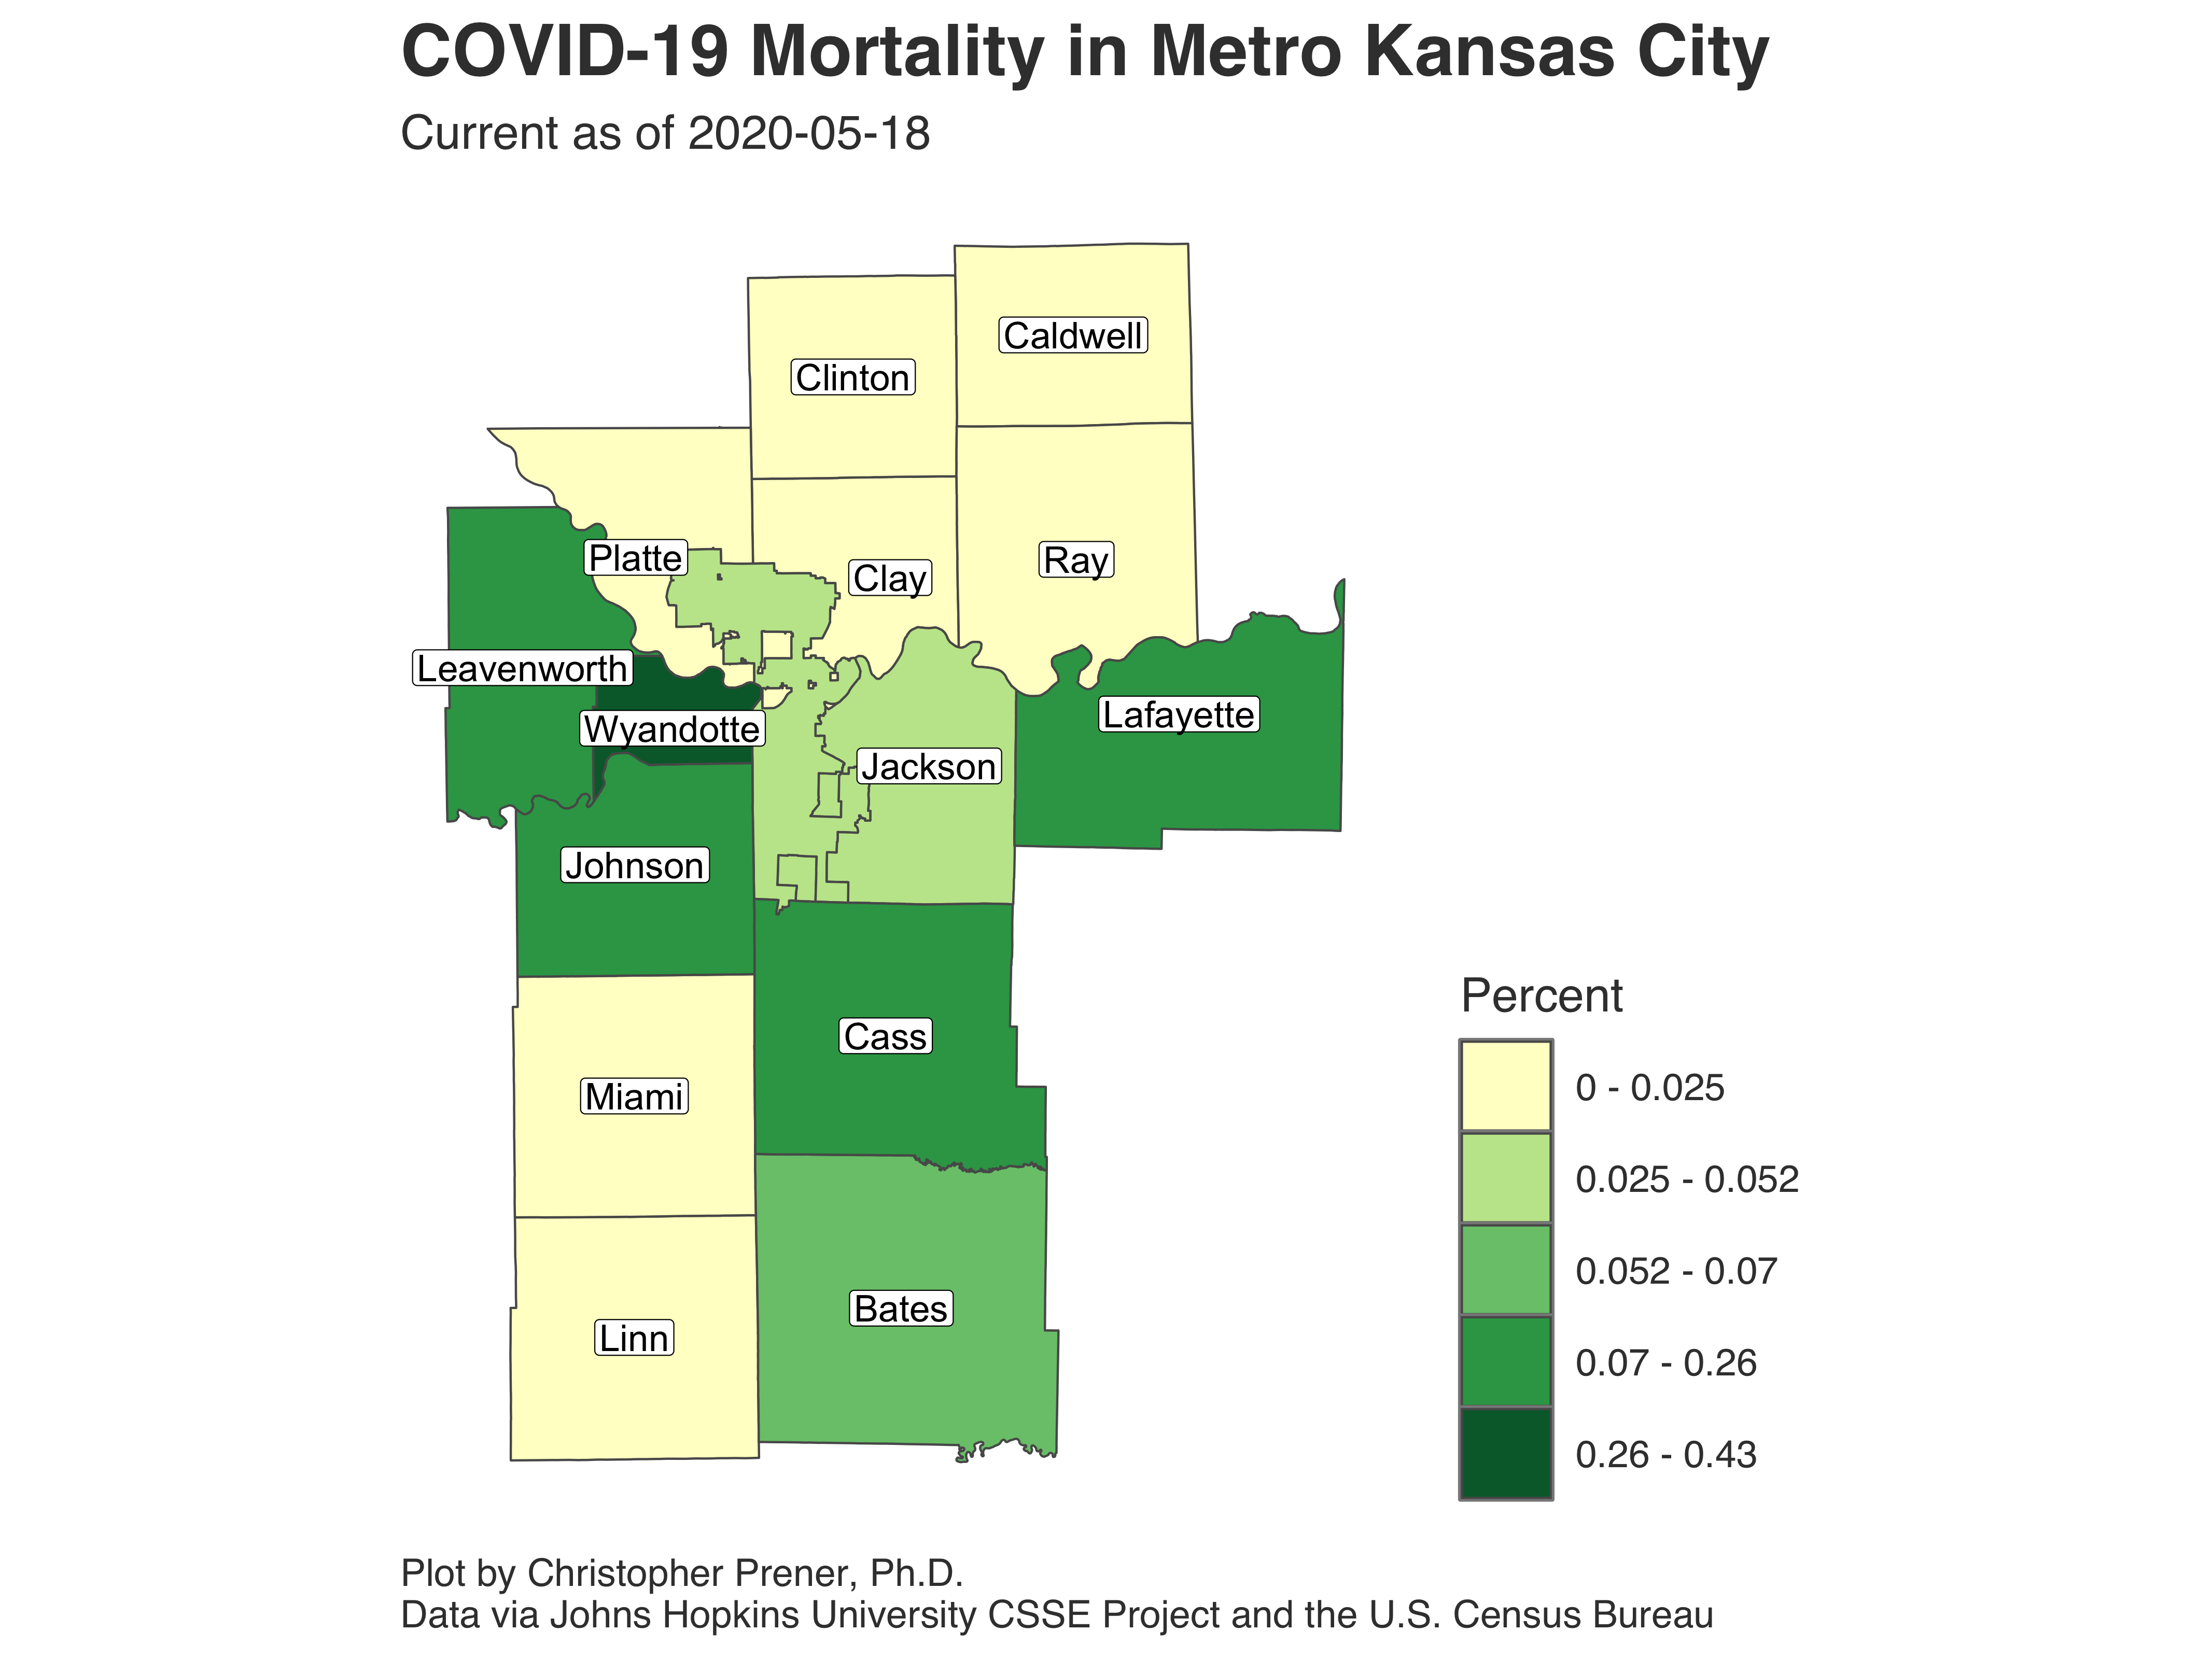 COVID-19 Mortality in Metro Kansas City
Current as of 2020-05-18
Caldwell
Clinton
Platte
Clay
Ray
Leavenworth
Wyandotte
Lafayette
Jackson
Johnson
Cass
Miami
Bates
Linn
Percent
0 - 0.025
0.025 - 0.052
0.052 - 0.07
0.07 - 0.26
0.26 - 0.43
Plot by Christopher Prener, Ph.D.
Data via Johns Hopkins University CSSE Project and the U.S. Census Bureau